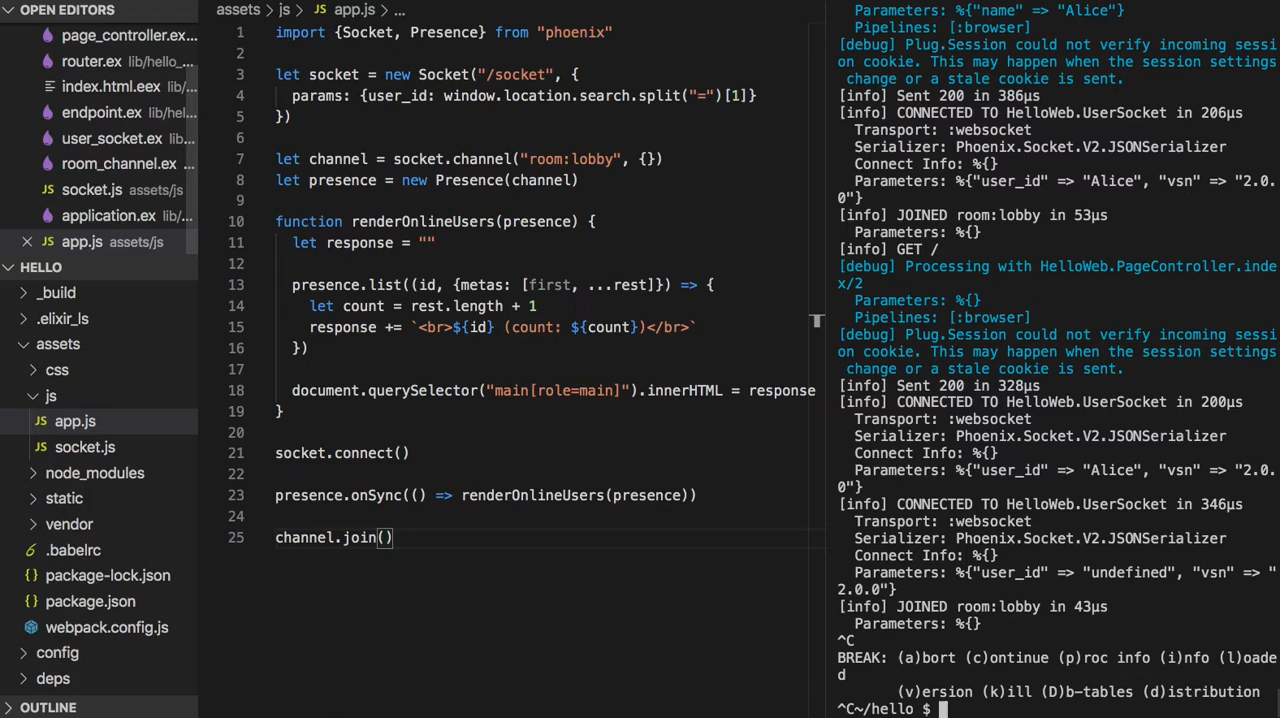 OPEN EDITORS
page_controller.ex...
router.ex lib/hello_...
index.html.eex lib/...
endpoint.ex lib/hel...
user_socket.ex lib/...
room_channel.ex ...
socket.js assets/js
application.ex lib/...
app.js assets/js
HELLO
_build
.elixir_ls
assets
css
js
app.js
socket.js
node_modules
static
vendor
.babelrc
package-lock.json
package.json
webpack.config.js
config
deps
OUTLINE
assets > js > JS app.js > ...
1 import {Socket, Presence} from "phoenix"
2
3 let socket = new Socket("/socket", {
4 params: {user_id: window.location.search.split("=")[1]}
5 })
6
7 let channel = socket.channel("room:lobby", {})
8 let presence = new Presence(channel)
9
10 function renderOnlineUsers(presence) {
11 let response = ""
12
13 presence.list((id, {metas: [first, ...rest]}) => {
14 let count = rest.length + 1
15 response += `<br>${id} (count: ${count})</br>`
16 })
17
18 document.querySelector("main[role=main]").innerHTML = response
19 }
20
21 socket.connect()
22
23 presence.onSync(() => renderOnlineUsers(presence))
24
25 channel.join()
Parameters: %{"name" => "Alice"}
Pipelines: [:browser]
[debug] Plug.Session could not verify incoming sessi
on cookie. This may happen when the session settings
change or a stale cookie is sent.
[info] Sent 200 in 386µs
[info] CONNECTED TO HelloWeb.UserSocket in 206µs
Transport: :websocket
Serializer: Phoenix.Socket.V2.JSONSerializer
Connect Info: %{}
Parameters: %{"user_id" => "Alice", "vsn" => "2.0.
0"}
[info] JOINED room:lobby in 53µs
Parameters: %{}
[info] GET /
[debug] Processing with HelloWeb.PageController.inde
x/2
Parameters: %{}
Pipelines: [:browser]
[debug] Plug.Session could not verify incoming sessi
on cookie. This may happen when the session settings
change or a stale cookie is sent.
[info] Sent 200 in 328µs
[info] CONNECTED TO HelloWeb.UserSocket in 200µs
Transport: :websocket
Serializer: Phoenix.Socket.V2.JSONSerializer
Connect Info: %{}
Parameters: %{"user_id" => "Alice", "vsn" => "2.0.
0"}
[info] CONNECTED TO HelloWeb.UserSocket in 346µs
Transport: :websocket
Serializer: Phoenix.Socket.V2.JSONSerializer
Connect Info: %{}
Parameters: %{"user_id" => "undefined", "vsn" => "
2.0.0"}
[info] JOINED room:lobby in 43µs
Parameters: %{}
^C
BREAK: (a)bort (c)ontinue (p)roc info (i)nfo (l)oade
d
(v)ersion (k)ill (D)b-tables (d)istribution
^C~/hello $